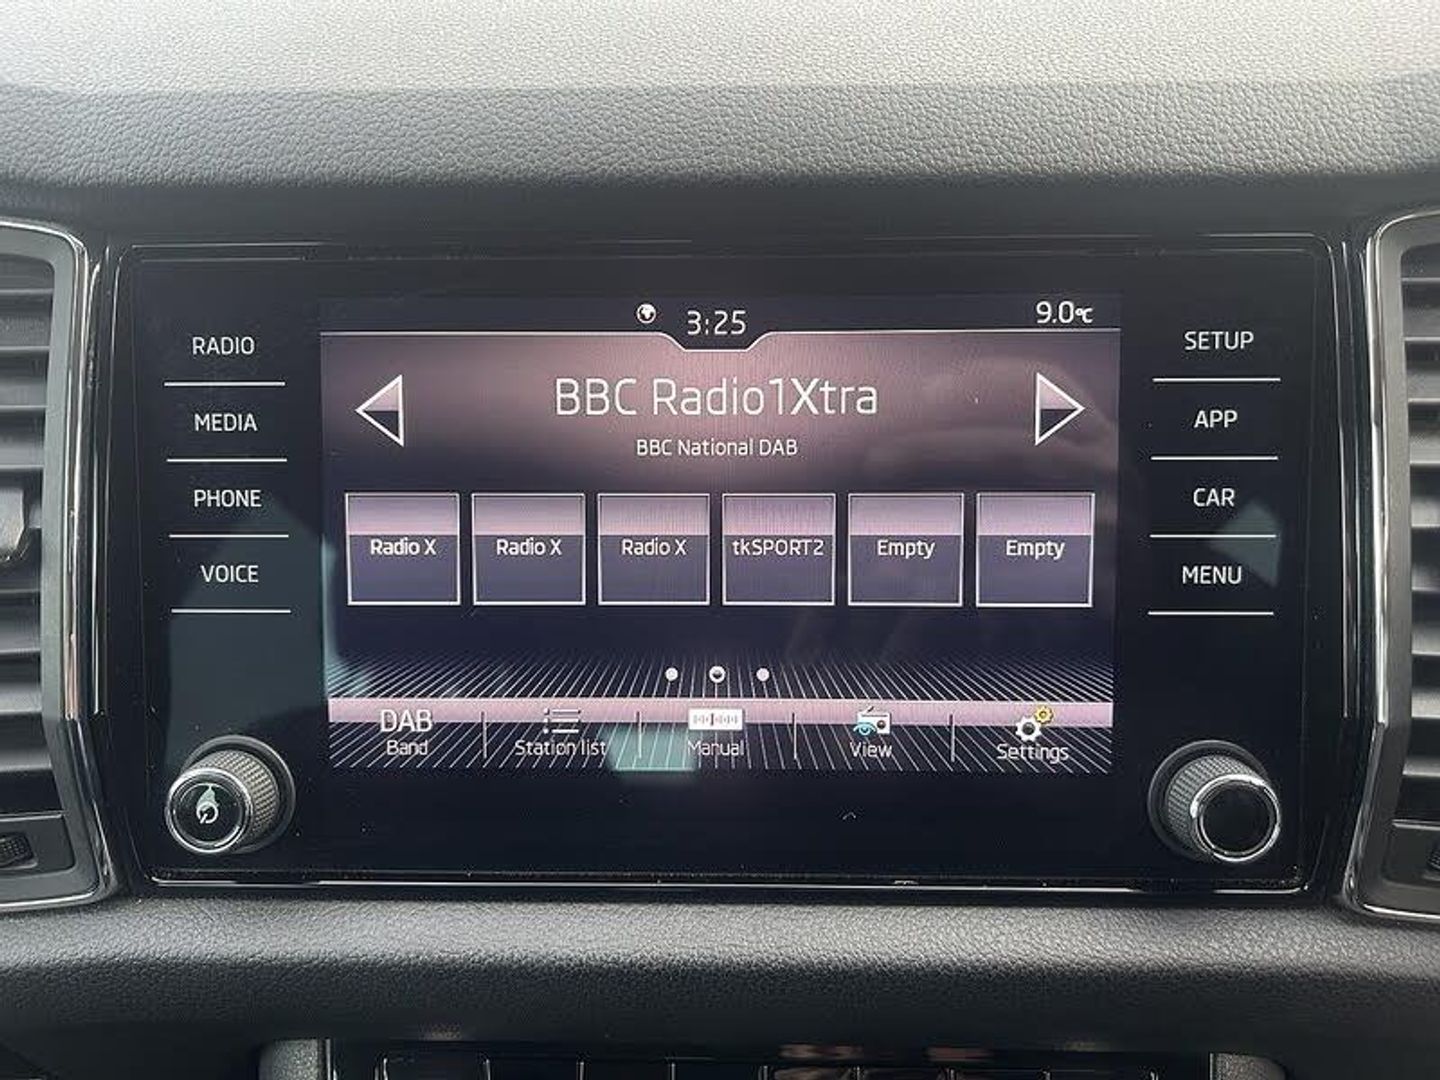 3:25
9.0°C
RADIO
MEDIA
PHONE
VOICE
BBC Radio1Xtra
BBC National DAB
Radio X
Radio X
Radio X
tkSPORT2
Empty
Empty
DAB
Band
Station list
Manual
View
Settings
SETUP
APP
CAR
MENU